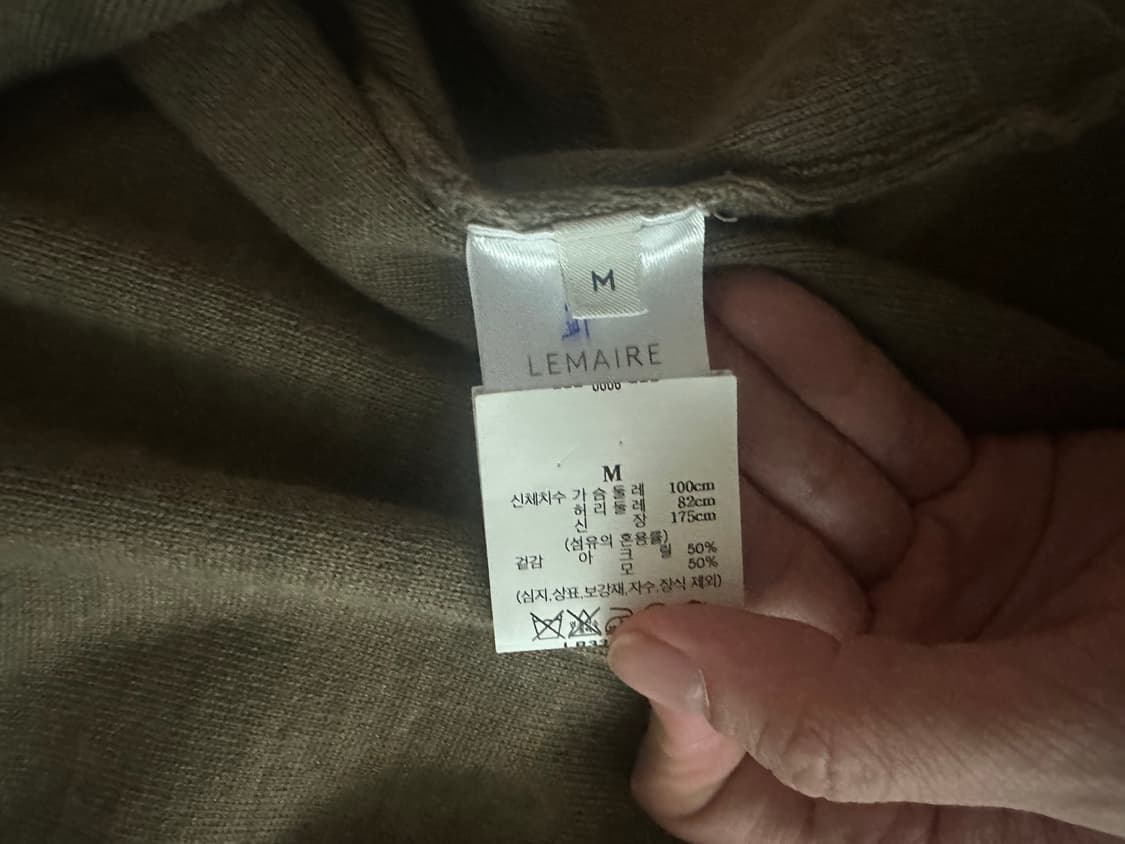 M
LEMAIRE
0006
M
신체치수 가슴둘레 100cm
허리둘레 82cm
신장 175cm
(섬유의 혼용률)
겉감 아크릴 50%
모 50%
(심지,상표,보강재,자수,장식 제외)